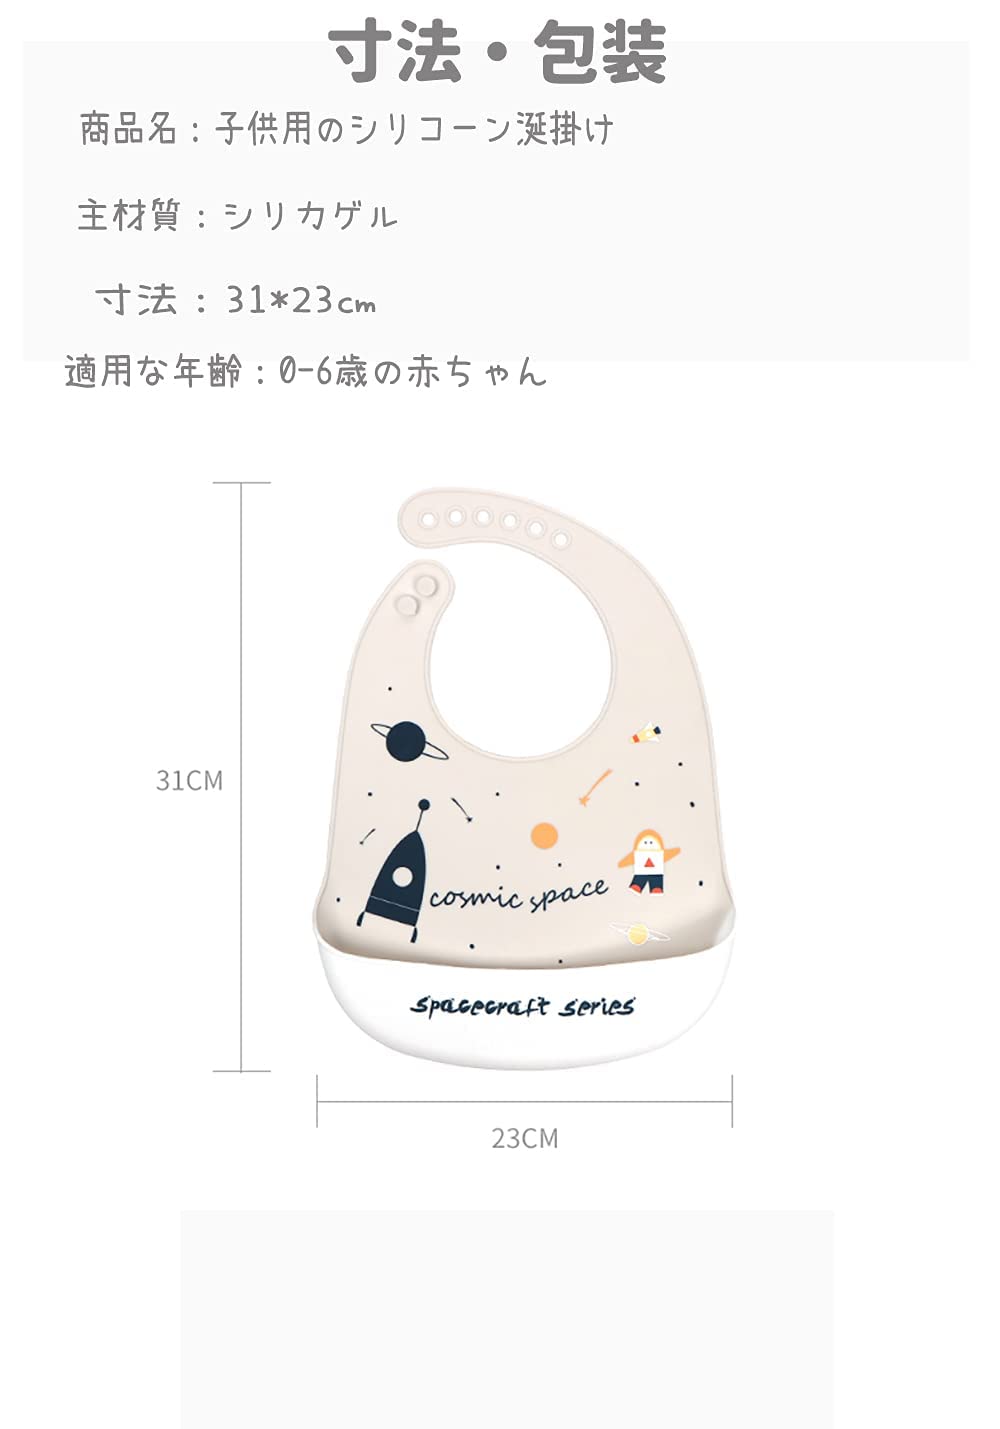 寸法・包装
商品名：子供用のシリコーン涎掛け
主材質：シリカゲル
寸法：31*23cm
適用な年齢：0-6歳の赤ちゃん
31CM
cosmic space
spacecraft series
23CM